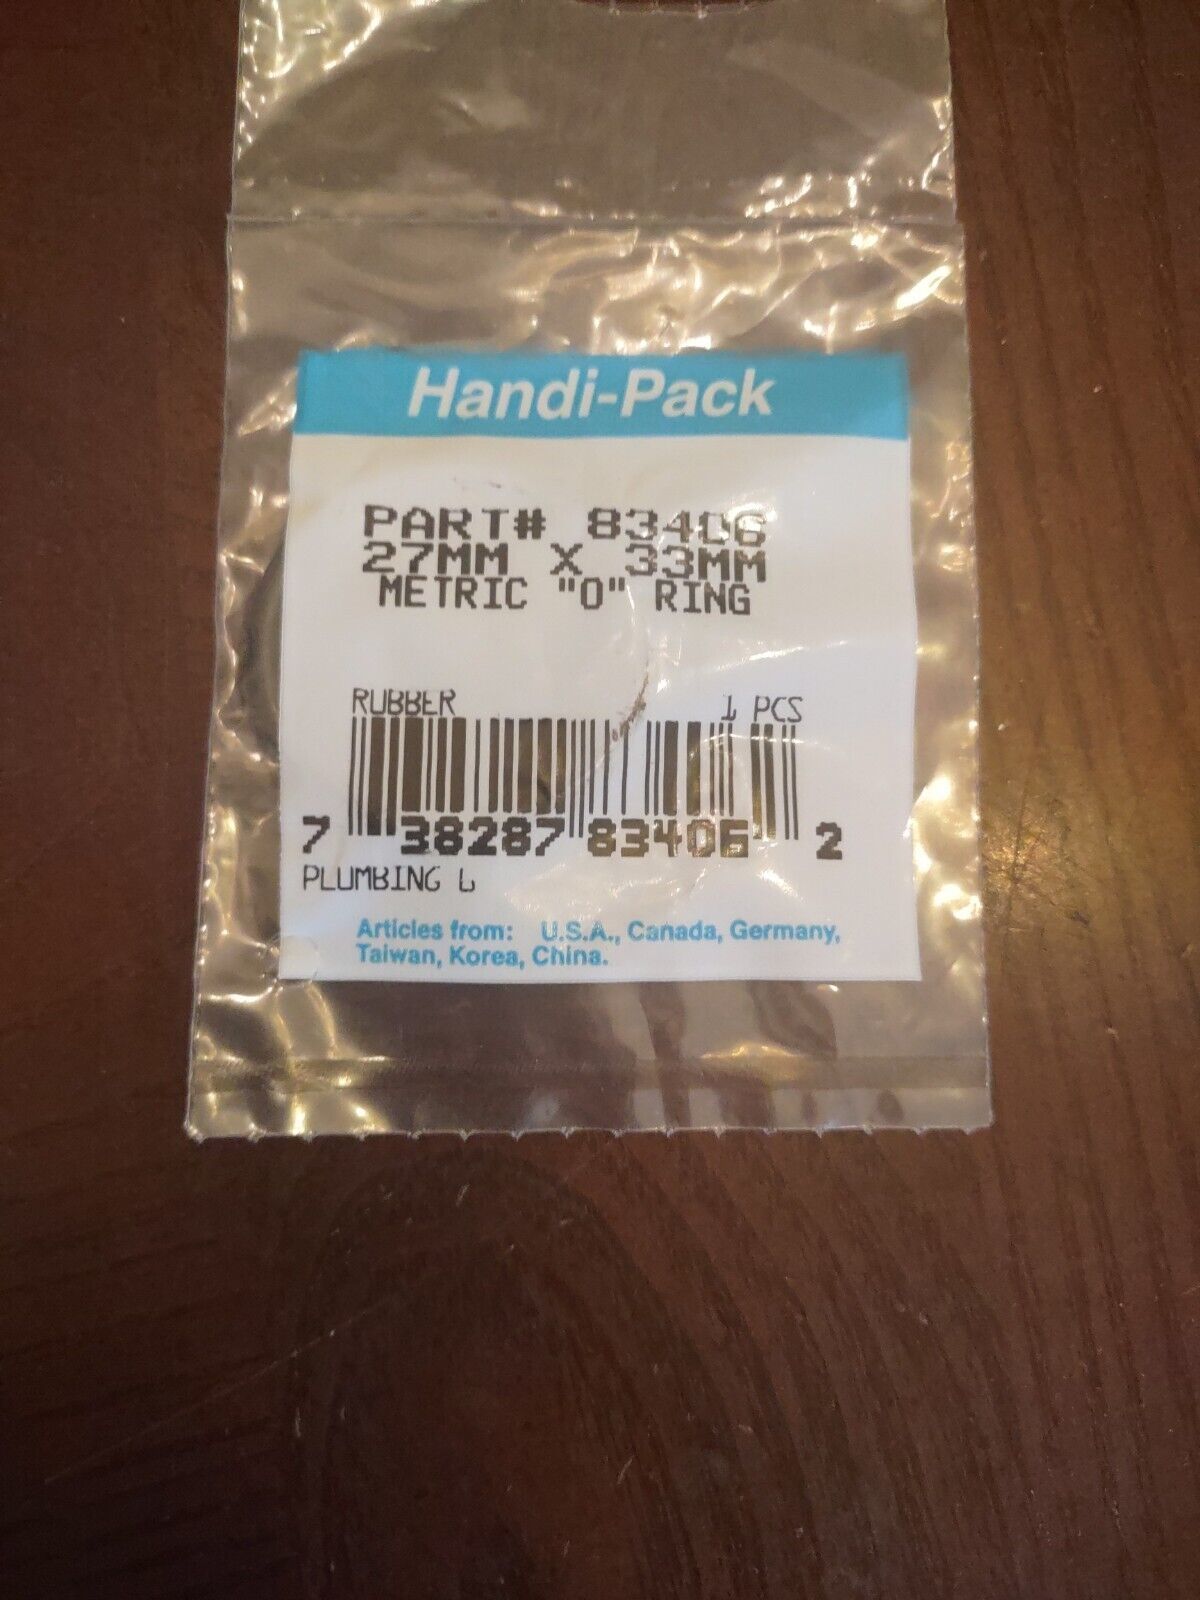 Handi-Pack
PART# 83406
27MM X 33MM
METRIC "O" RING
RUBBER 1 PCS
7 38287 83406 2
PLUMBING
Articles from: U.S.A., Canada, Germany,
Taiwan, Korea, China.